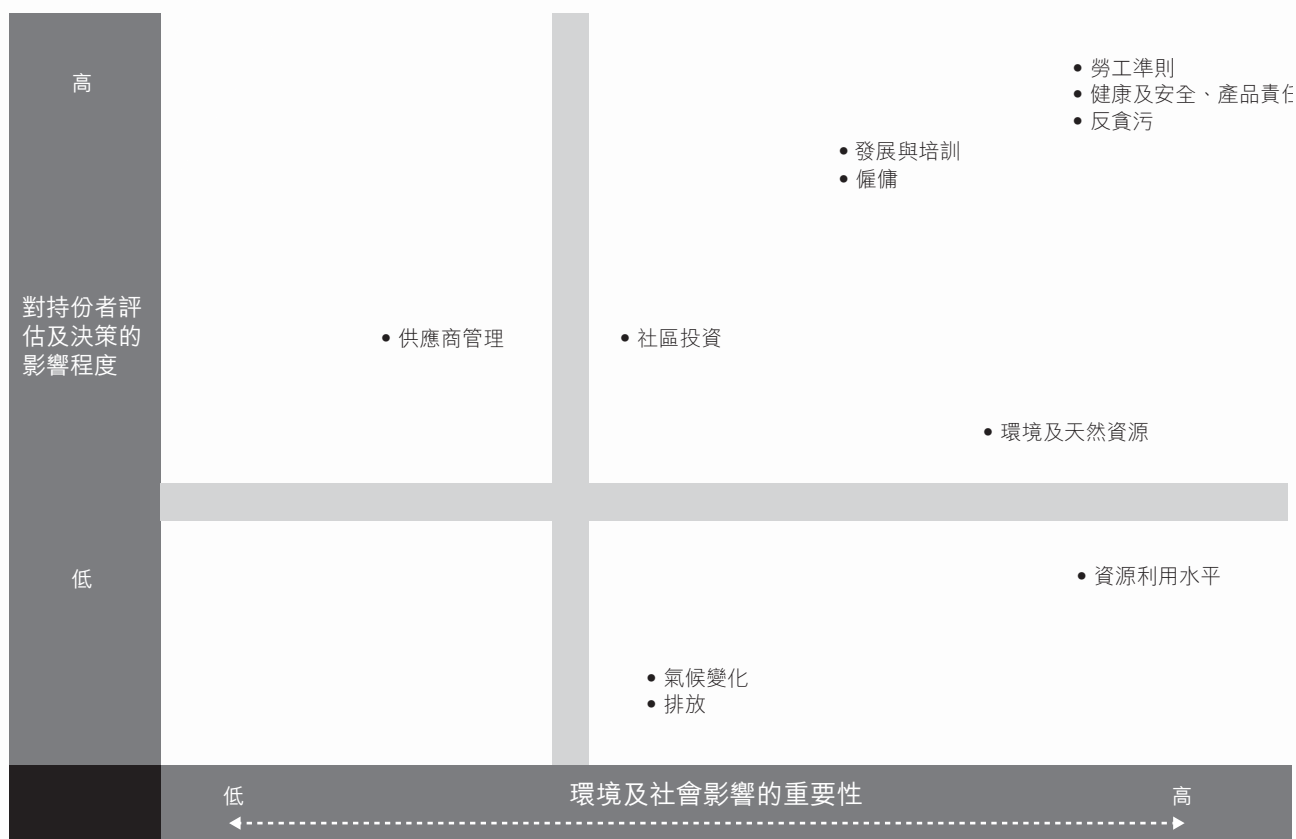 高
• 勞工準則
• 健康及安全、產品責任
• 反貪污
• 發展與培訓
• 僱傭
對持份者評
估及決策的
影響程度
• 供應商管理
• 社區投資
• 環境及天然資源
低
• 資源利用水平
• 氣候變化
• 排放
低
環境及社會影響的重要性
高